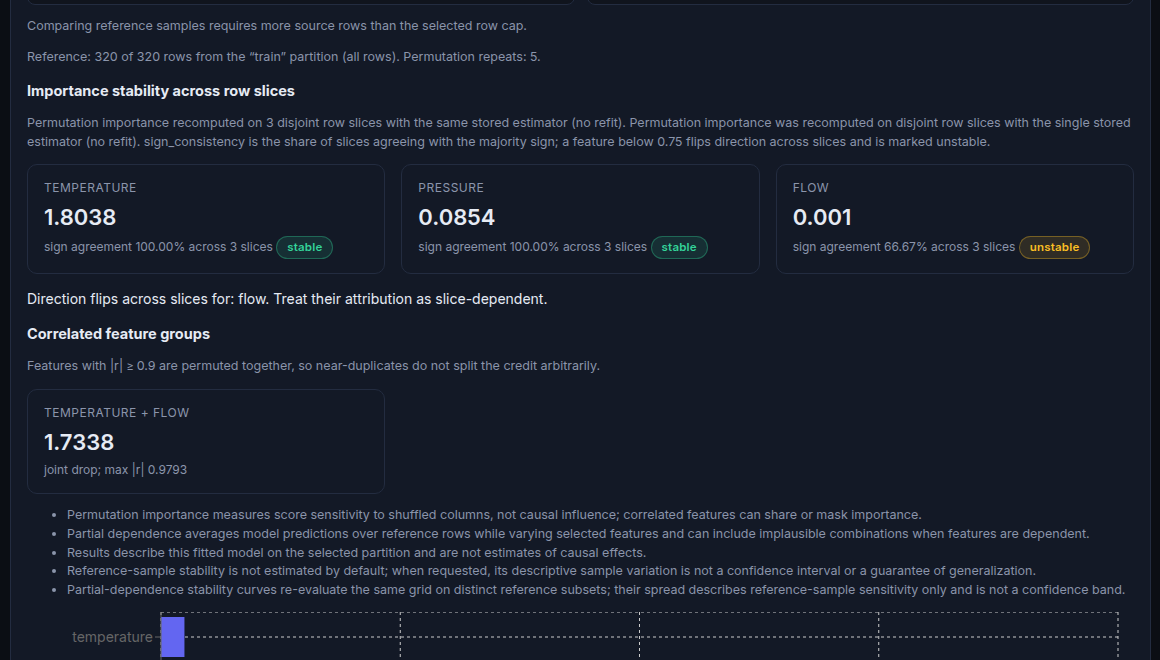 Comparing reference samples requires more source rows than the selected row cap.
Reference: 320 of 320 rows from the “train” partition (all rows). Permutation repeats: 5.
Importance stability across row slices
Permutation importance recomputed on 3 disjoint row slices with the same stored estimator (no refit). Permutation importance was recomputed on disjoint row slices with the single stored
estimator (no refit). sign_consistency is the share of slices agreeing with the majority sign; a feature below 0.75 flips direction across slices and is marked unstable.
TEMPERATURE
1.8038
sign agreement 100.00% across 3 slices stable
PRESSURE
0.0854
sign agreement 100.00% across 3 slices stable
FLOW
0.001
sign agreement 66.67% across 3 slices unstable
Direction flips across slices for: flow. Treat their attribution as slice-dependent.
Correlated feature groups
Features with |r| ≥ 0.9 are permuted together, so near-duplicates do not split the credit arbitrarily.
TEMPERATURE + FLOW
1.7338
joint drop; max |r| 0.9793
• Permutation importance measures score sensitivity to shuffled columns, not causal influence; correlated features can share or mask importance.
• Partial dependence averages model predictions over reference rows while varying selected features and can include implausible combinations when features are dependent.
• Results describe this fitted model on the selected partition and are not estimates of causal effects.
• Reference-sample stability is not estimated by default; when requested, its descriptive sample variation is not a confidence interval or a guarantee of generalization.
• Partial-dependence stability curves re-evaluate the same grid on distinct reference subsets; their spread describes reference-sample sensitivity only and is not a confidence band.
temperature